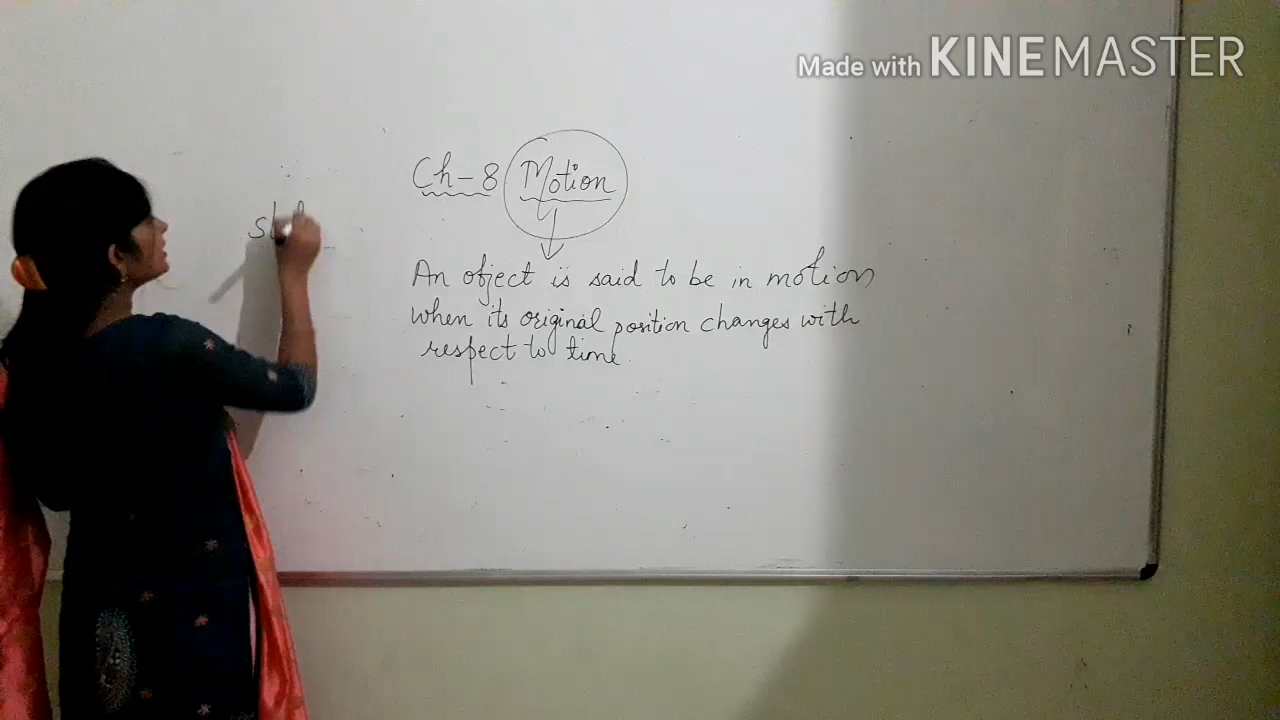 Made with KINEMASTER
Ch-8 Motion
An object is said to be in motion
when its original position changes with
respect to time.